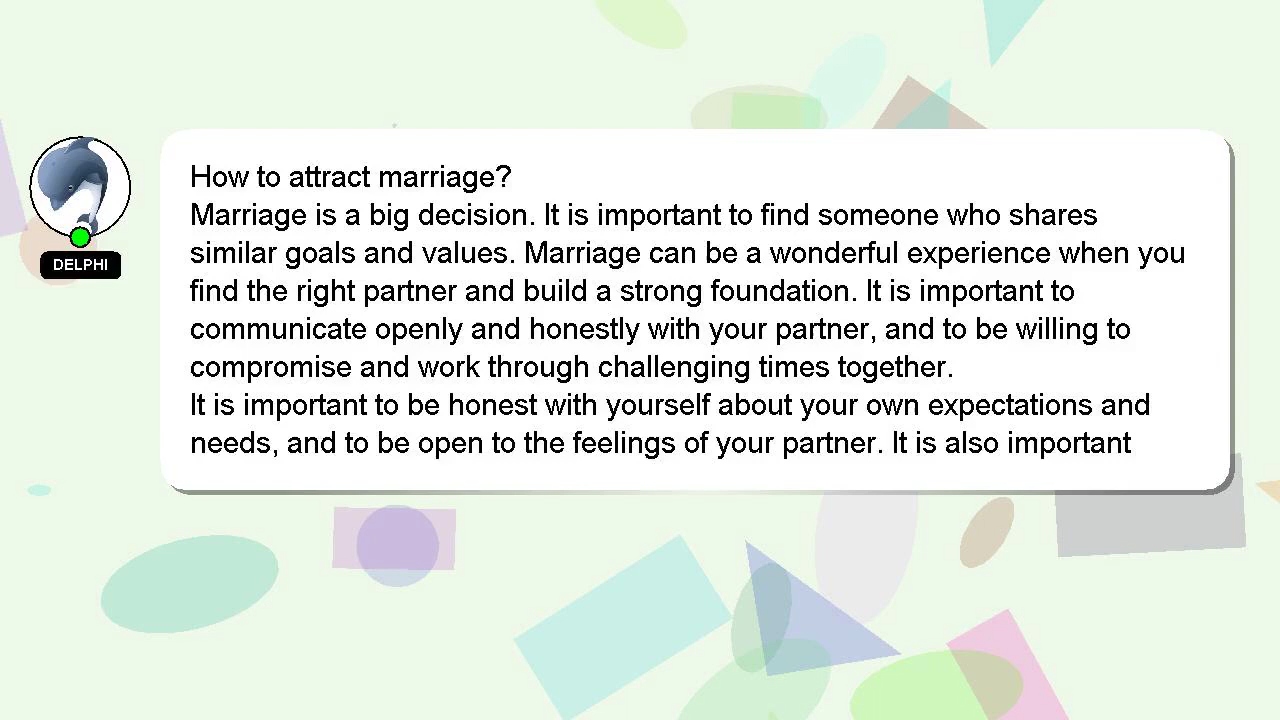 How to attract marriage?
Marriage is a big decision. It is important to find someone who shares
similar goals and values. Marriage can be a wonderful experience when you
find the right partner and build a strong foundation. It is important to
communicate openly and honestly with your partner, and to be willing to
compromise and work through challenging times together.
It is important to be honest with yourself about your own expectations and
needs, and to be open to the feelings of your partner. It is also important
DELPHI